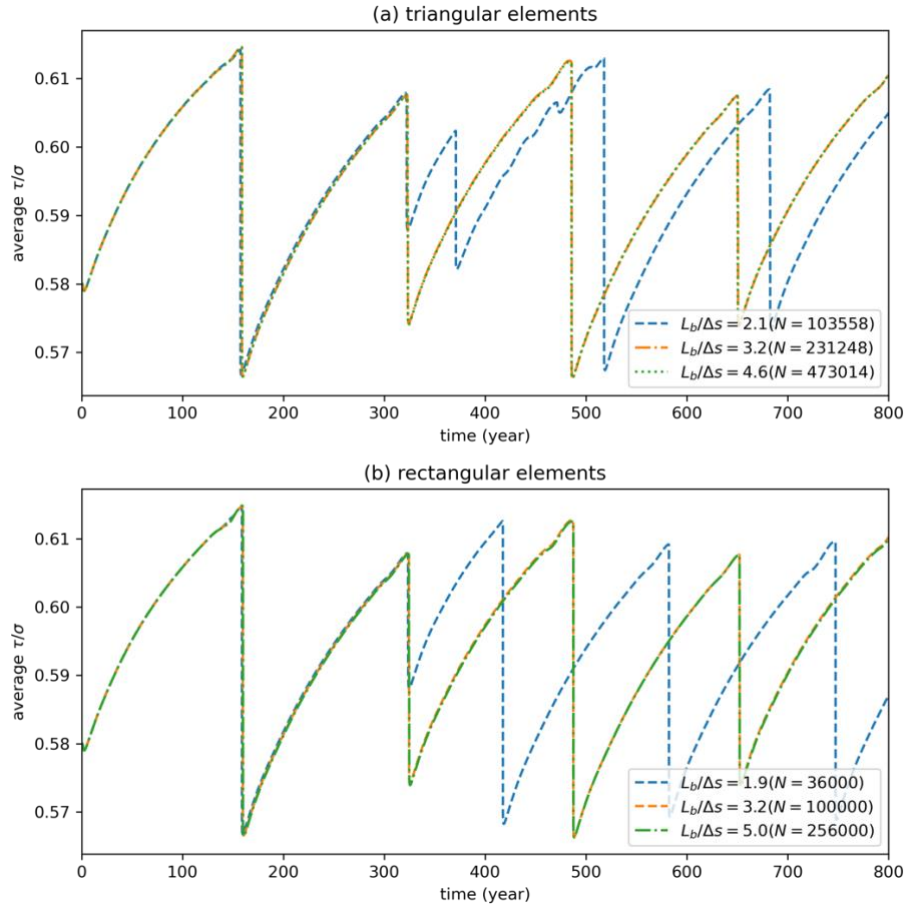 (a) triangular elements
0.61
0.60
0.59
0.58
0.57
average τ/σ
L_b/Δs = 2.1(N = 103558)
L_b/Δs = 3.2(N = 231248)
L_b/Δs = 4.6(N = 473014)
0 100 200 300 400 500 600 700 800
time (year)
(b) rectangular elements
0.61
0.60
0.59
0.58
0.57
average τ/σ
L_b/Δs = 1.9(N = 36000)
L_b/Δs = 3.2(N = 100000)
L_b/Δs = 5.0(N = 256000)
0 100 200 300 400 500 600 700 800
time (year)